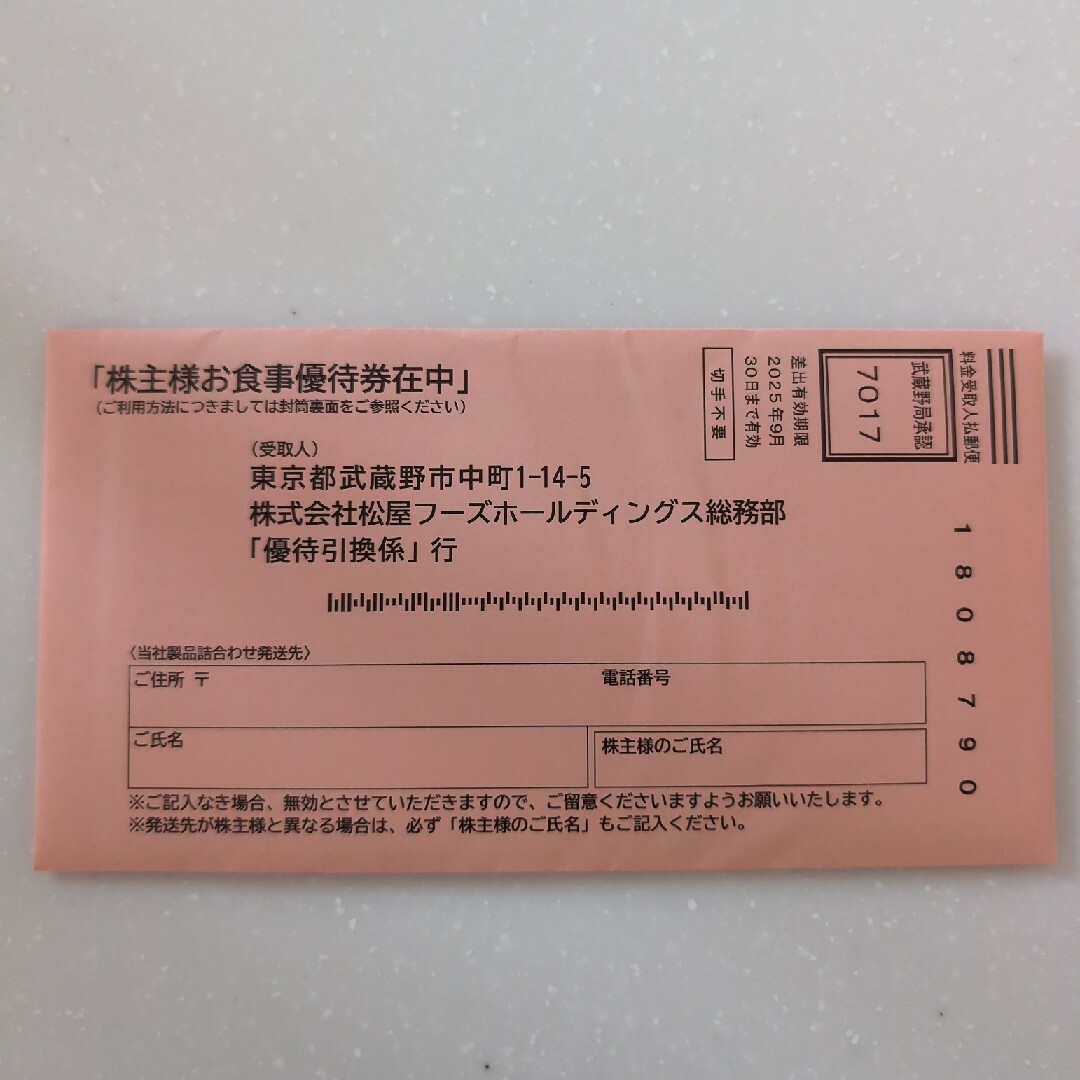 「株主様お食事優待券在中」
（ご利用方法につきましては封筒裏面をご参照ください）
（受取人）
東京都武蔵野市中町1-14-5
株式会社松屋フーズホールディングス総務部
「優待引換係」行
料金受取人払郵便
武蔵野局承認
7017
差出有効期限
2025年9月
30日まで有効
切手不要
1808790
〈当社製品詰合わせ発送先〉
ご住所 〒
電話番号
ご氏名
株主様のご氏名
※ご記入なき場合、無効とさせていただきますので、ご留意くださいますようお願いいたします。
※発送先が株主様と異なる場合は、必ず「株主様のご氏名」もご記入ください。